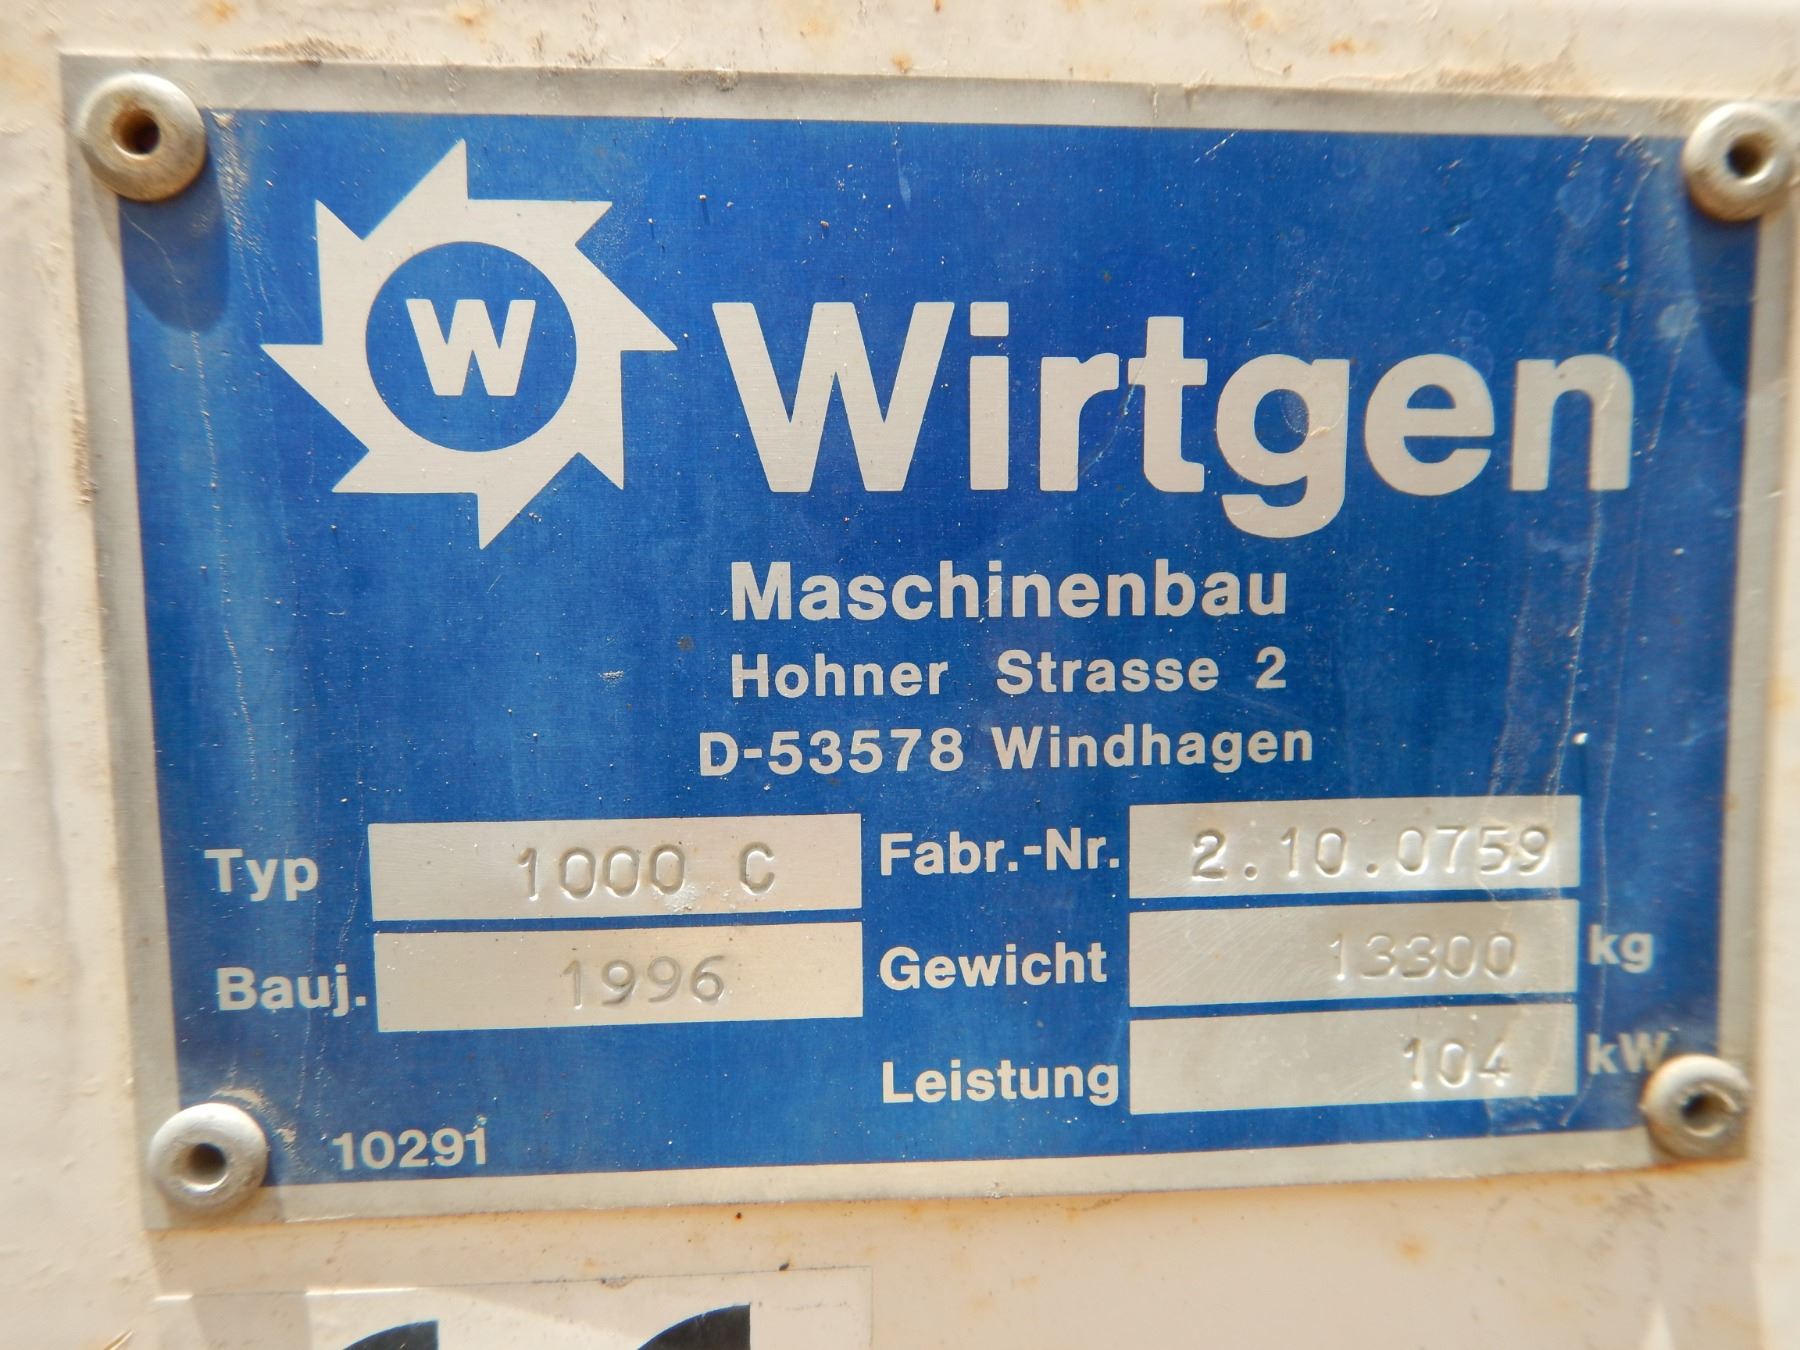 W
Wirtgen
Maschinenbau
Hohner Strasse 2
D-53578 Windhagen
Typ 1000 C Fabr.-Nr. 2.10.0759
Bauj. 1996 Gewicht 13300 kg
Leistung 104 kW
10291